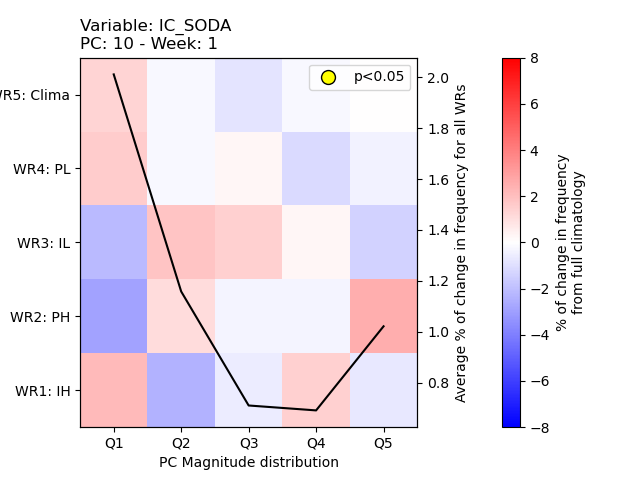 Variable: IC_SODA
PC: 10 - Week: 1
p<0.05
WR5: Clima
WR4: PL
WR3: IL
WR2: PH
WR1: IH
Q1 Q2 Q3 Q4 Q5
PC Magnitude distribution
2.0
1.8
1.6
1.4
1.2
1.0
0.8
Average % of change in frequency for all WRs
8
6
4
2
0
−2
−4
−6
−8
% of change in frequency
from full climatology